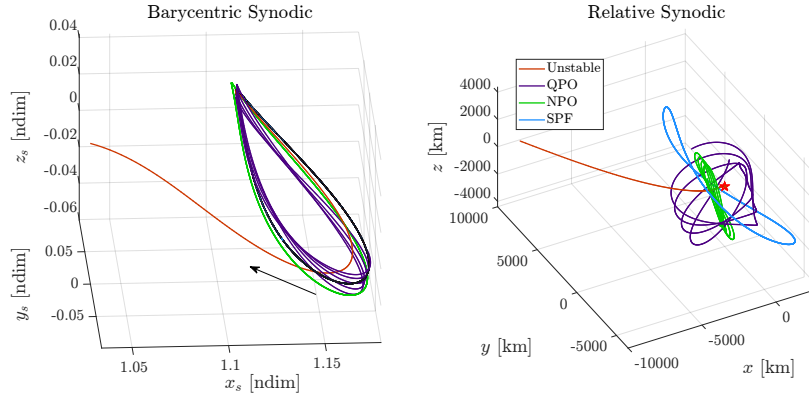 Barycentric Synodic
0.04
0.02
0
-0.02
-0.04
-0.06
z_s [ndim]
0.05
0
-0.05
y_s [ndim]
1.05
1.1
1.15
x_s [ndim]
Relative Synodic
Unstable
QPO
NPO
SPF
4000
2000
0
-2000
-4000
z [km]
10000
5000
0
-5000
y [km]
-10000
-5000
0
x [km]